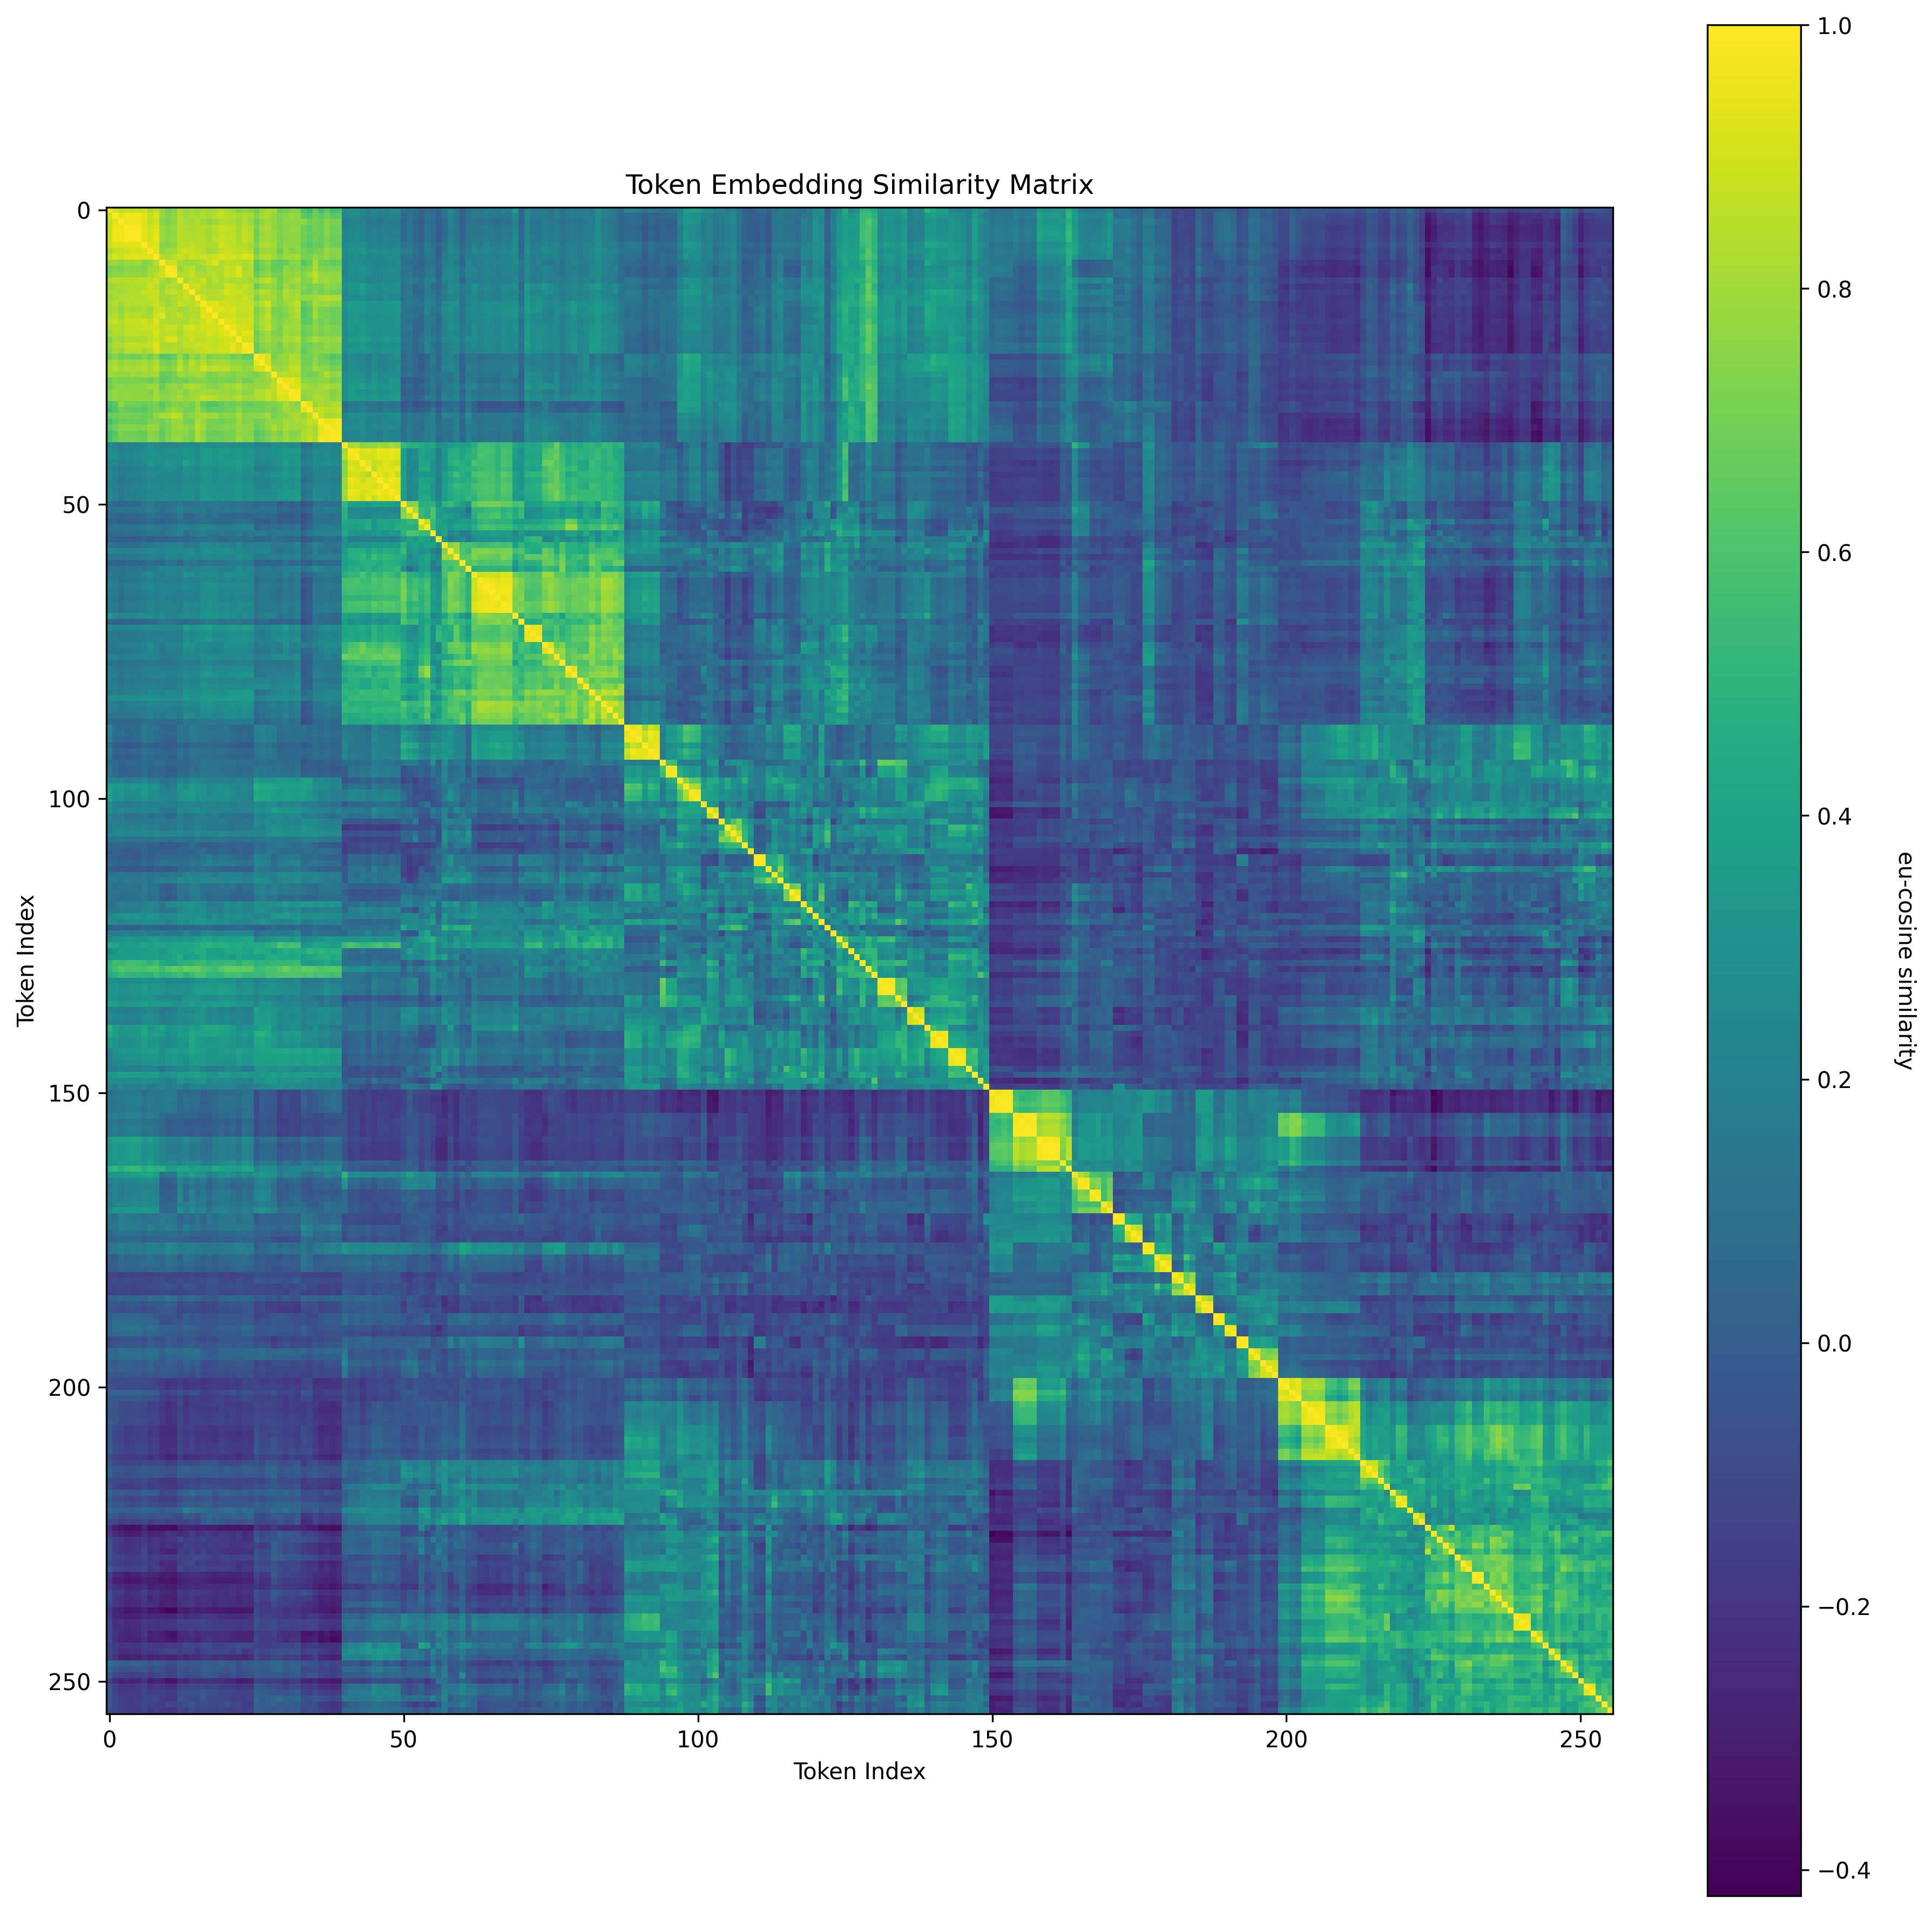 Token Embedding Similarity Matrix
0
50
100
150
200
250
Token Index
0 50 100 150 200 250
Token Index
1.0
0.8
0.6
0.4
0.2
0.0
−0.2
−0.4
eu-cosine similarity